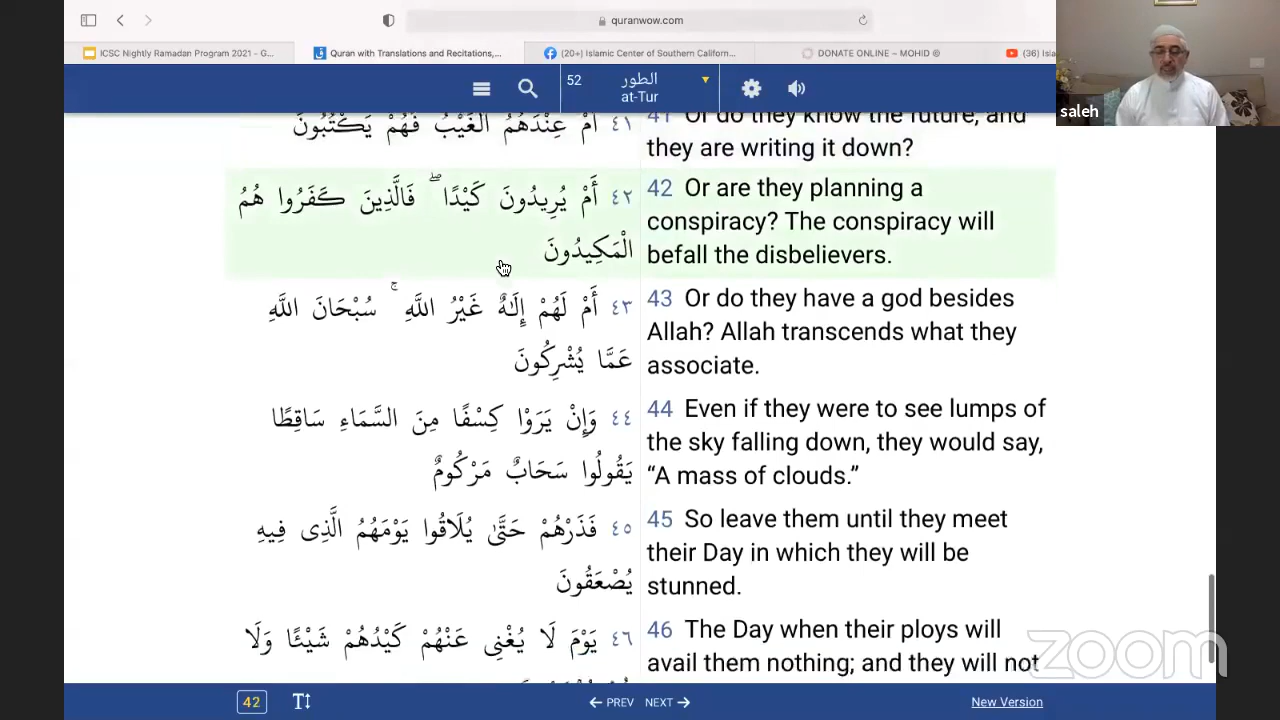 quranwow.com
ICSC Nightly Ramadan Program 2021 - G...
Quran with Translations and Recitations,...
(20+) Islamic Center of Southern Californ...
DONATE ONLINE – MOHID ®
(36) Isla
saleh
52
الطور
at-Tur
٤١ أَمْ عِنْدَهُمُ الْغَيْبُ فَهُمْ يَكْتُبُونَ
41 Or do they know the future, and
they are writing it down?
٤٢ أَمْ يُرِيدُونَ كَيْدًا ۖ فَالَّذِينَ كَفَرُوا هُمُ
الْمَكِيدُونَ
42 Or are they planning a
conspiracy? The conspiracy will
befall the disbelievers.
٤٣ أَمْ لَهُمْ إِلَٰهٌ غَيْرُ اللَّهِ ۚ سُبْحَانَ اللَّهِ
عَمَّا يُشْرِكُونَ
43 Or do they have a god besides
Allah? Allah transcends what they
associate.
٤٤ وَإِنْ يَرَوْا كِسْفًا مِنَ السَّمَاءِ سَاقِطًا
يَقُولُوا سَحَابٌ مَرْكُومٌ
44 Even if they were to see lumps of
the sky falling down, they would say,
“A mass of clouds.”
٤٥ فَذَرْهُمْ حَتَّىٰ يُلَاقُوا يَوْمَهُمُ الَّذِى فِيهِ
يُصْعَقُونَ
45 So leave them until they meet
their Day in which they will be
stunned.
٤٦ يَوْمَ لَا يُغْنِى عَنْهُمْ كَيْدُهُمْ شَيْئًا وَلَا
46 The Day when their ploys will
avail them nothing; and they will not
zoom
42
PREV NEXT
New Version